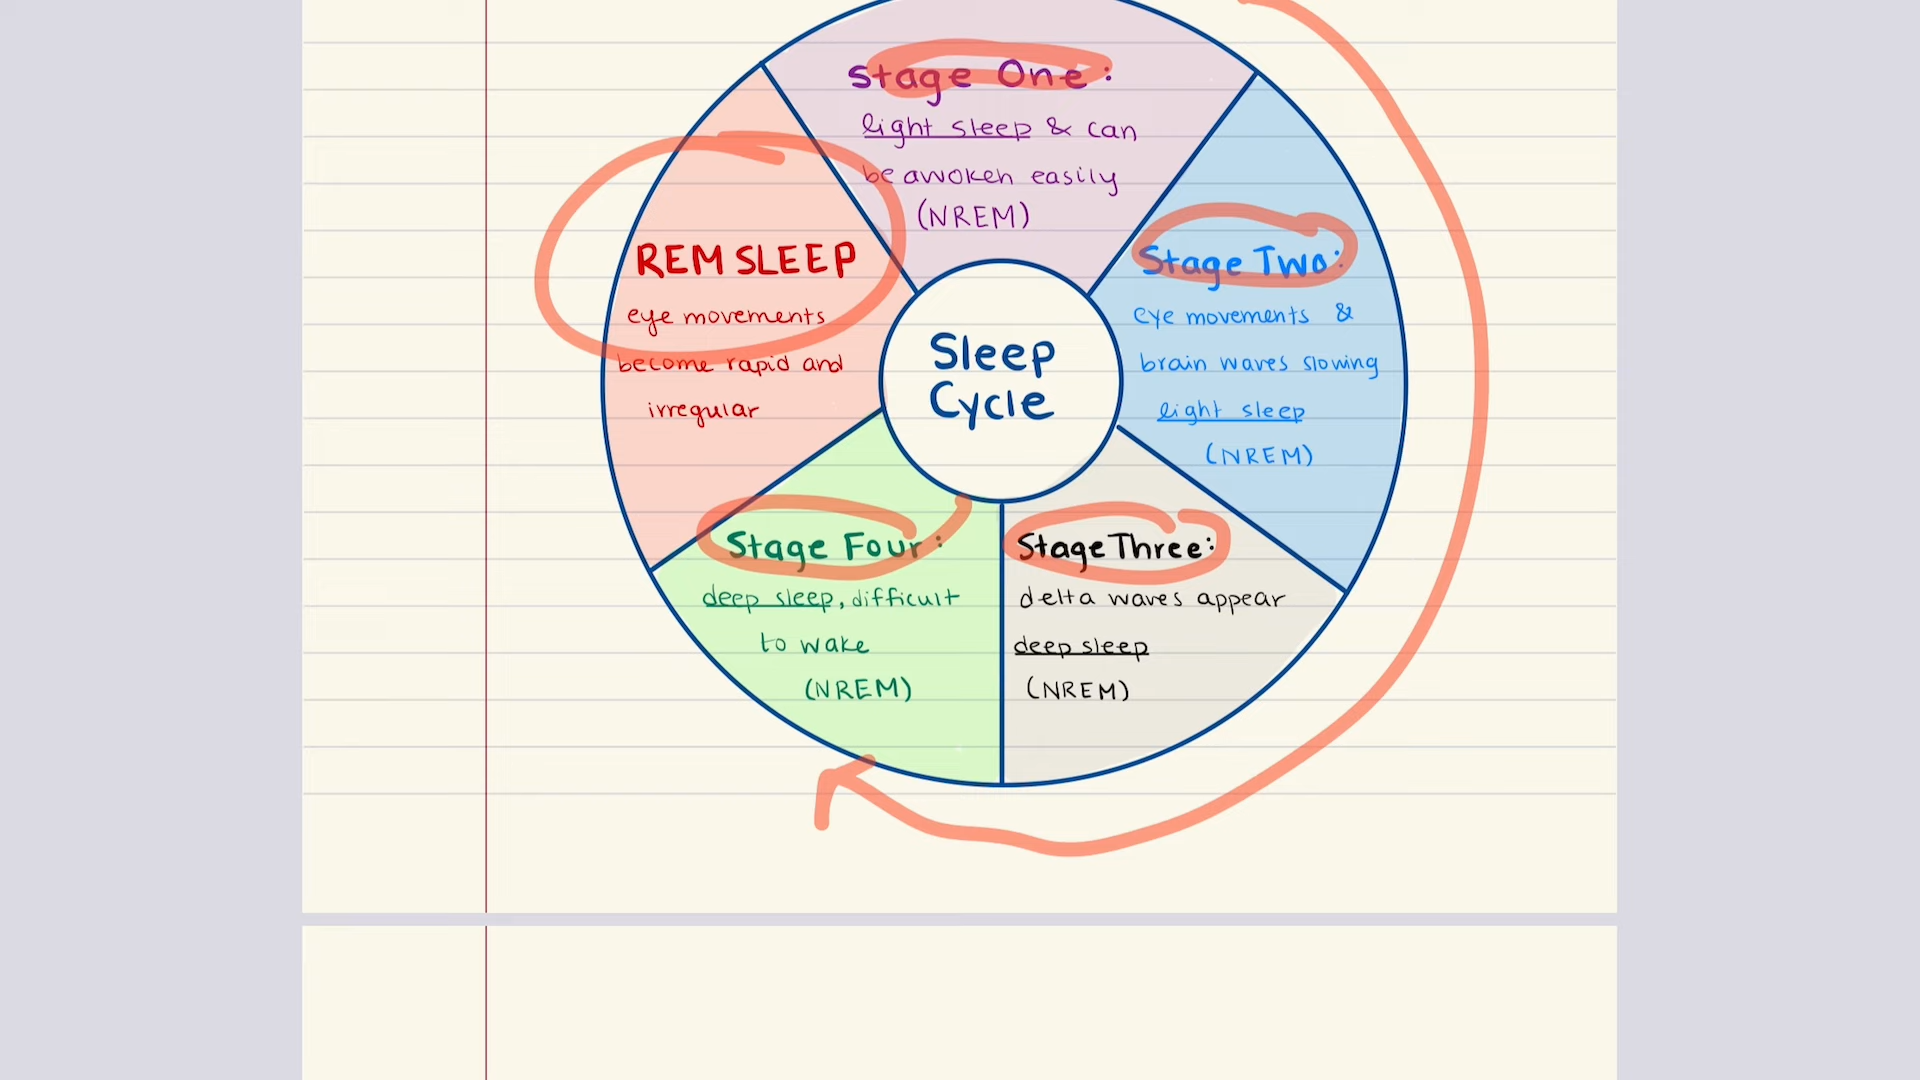 Stage One:
light sleep & can
be awoken easily
(NREM)
Stage Two:
eye movements &
brain waves slowing
light sleep
(NREM)
Stage Three:
delta waves appear
deep sleep
(NREM)
Stage Four:
deep sleep, difficult
to wake
(NREM)
REM SLEEP
eye movements
become rapid and
irregular
Sleep
Cycle